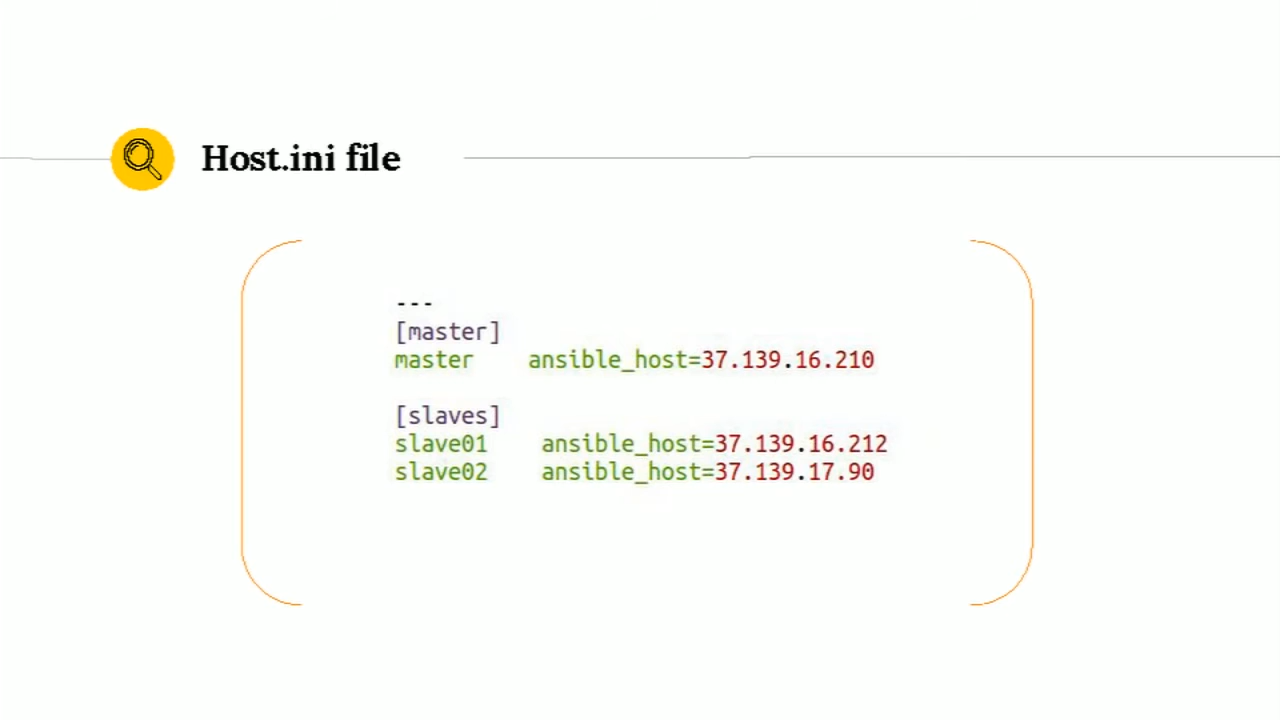 Host.ini file
---
[master]
master    ansible_host=37.139.16.210
[slaves]
slave01    ansible_host=37.139.16.212
slave02    ansible_host=37.139.17.90